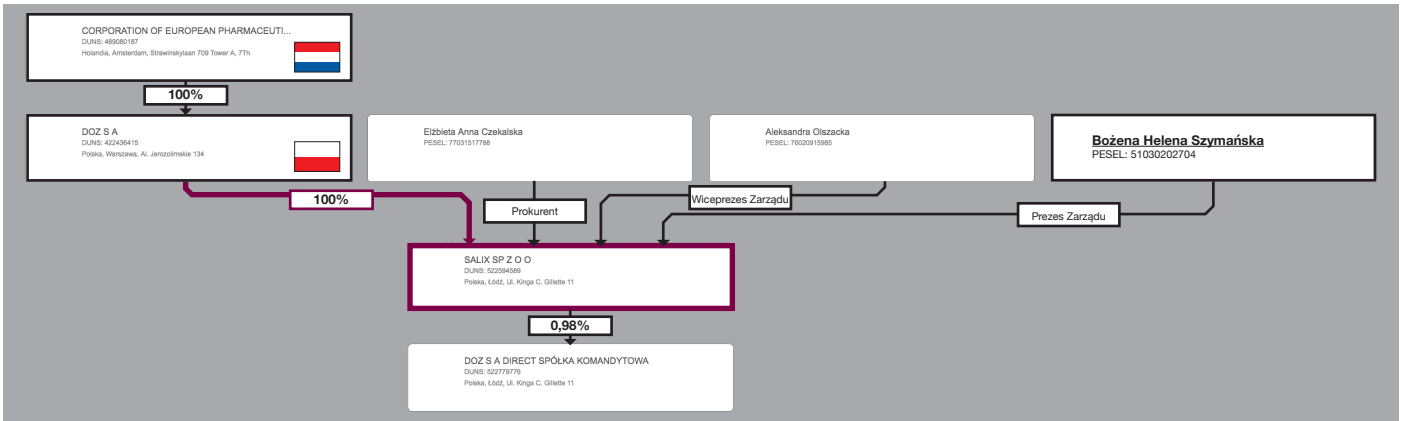 CORPORATION OF EUROPEAN PHARMACEUTI...
DUNS: 489080187
Holandia, Amsterdam, Strawinskylaan 709 Tower A, 7Th
100%
DOZ S A
DUNS: 422436415
Polska, Warszawa, Al. Jerozolimskie 134
Elżbieta Anna Czekalska
PESEL: 77031517788
Aleksandra Olszacka
PESEL: 76020915985
Bożena Helena Szymańska
PESEL: 51030202704
100%
Prokurent
Wiceprezes Zarządu
Prezes Zarządu
SALIX SP Z O O
DUNS: 522594589
Polska, Łódź, Ul. Kinga C. Gillette 11
0,98%
DOZ S A DIRECT SPÓŁKA KOMANDYTOWA
DUNS: 522779776
Polska, Łódź, Ul. Kinga C. Gillette 11